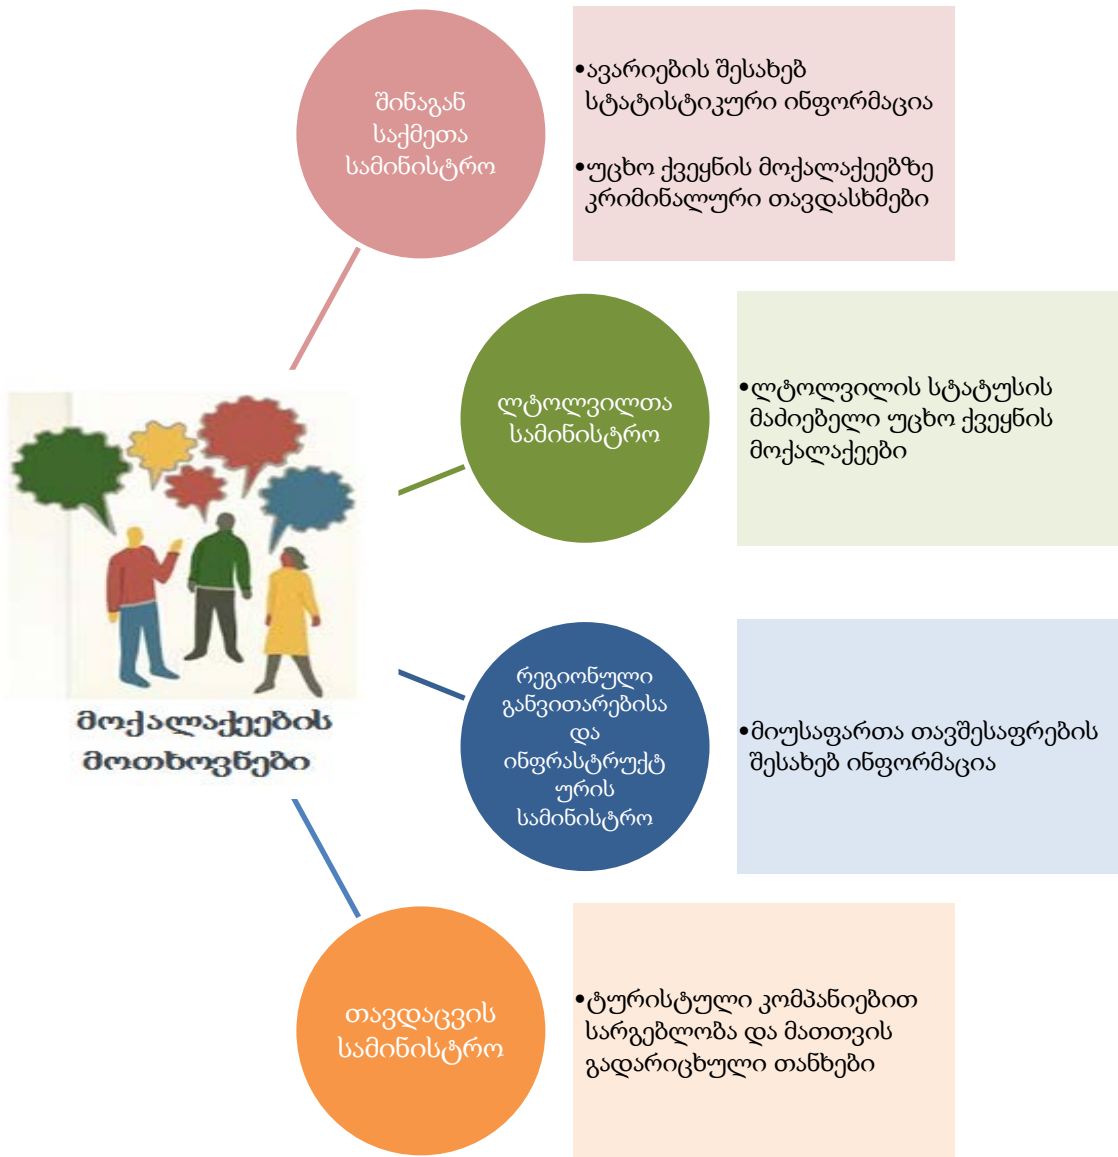 შინაგან
საქმეთა
სამინისტრო
•ავარიების შესახებ
სტატისტიკური ინფორმაცია
•უცხო ქვეყნის მოქალაქეებზე
კრიმინალური თავდასხმები
ლტოლვილთა
სამინისტრო
•ლტოლვილის სტატუსის
მაძიებელი უცხო ქვეყნის
მოქალაქეები
მოქალაქეების
მოთხოვნები
რეგიონული
განვითარებისა
და
ინფრასტრუქტ
ურის
სამინისტრო
•მიუსაფართა თავშესაფრების
შესახებ ინფორმაცია
თავდაცვის
სამინისტრო
•ტურისტული კომპანიებით
სარგებლობა და მათთვის
გადარიცხული თანხები